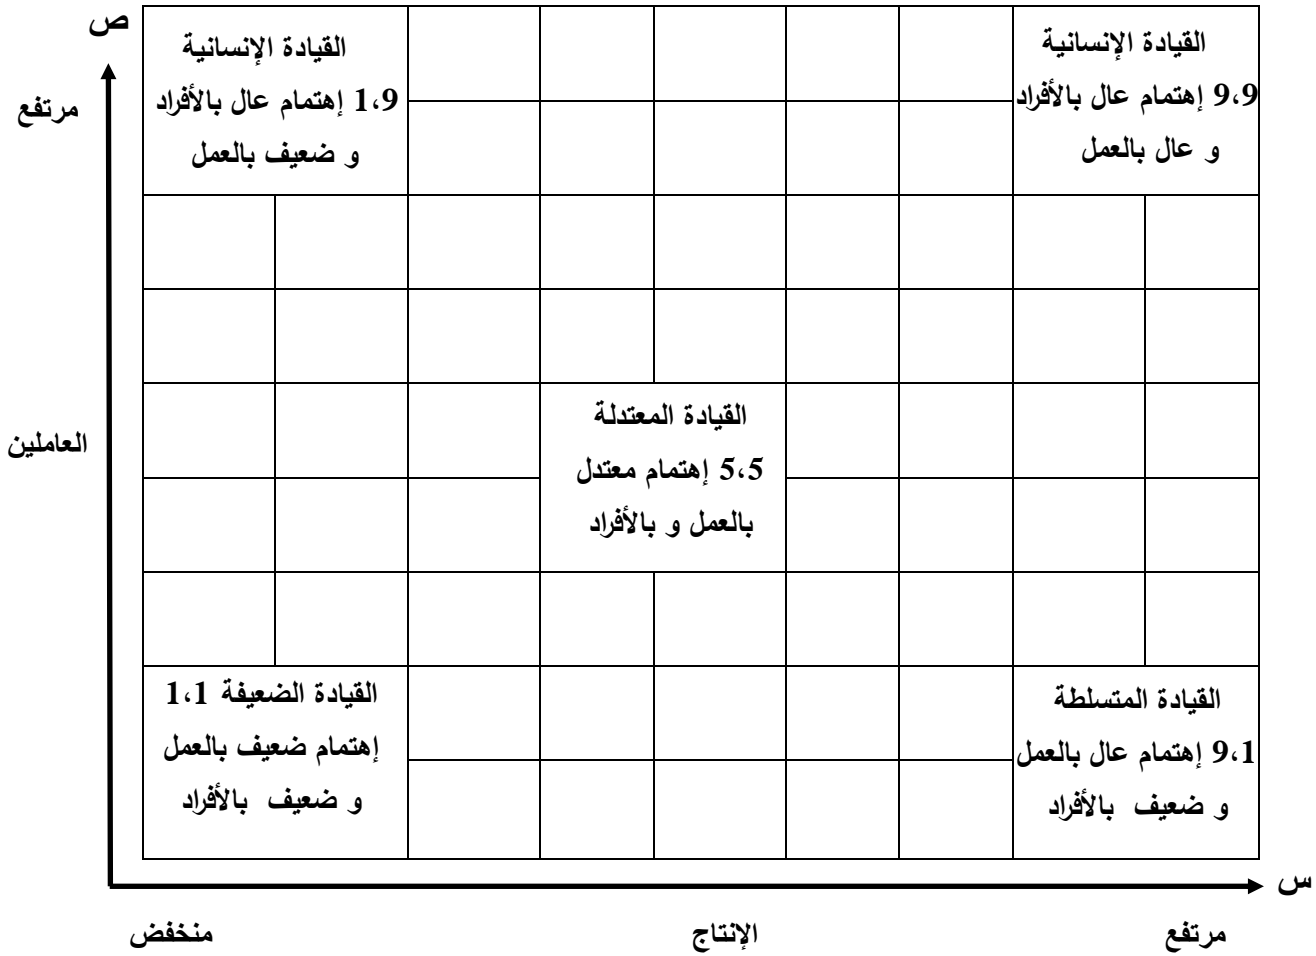 ص
القيادة الإنسانية
9،9 إهتمام عال بالأفراد
و عال بالعمل
القيادة الإنسانية
1،9 إهتمام عال بالأفراد
و ضعيف بالعمل
مرتفع
القيادة المعتدلة
5،5 إهتمام معتدل
بالعمل و بالأفراد
العاملين
القيادة المتسلطة
9،1 إهتمام عال بالعمل
و ضعيف بالأفراد
القيادة الضعيفة 1،1
إهتمام ضعيف بالعمل
و ضعيف بالأفراد
س
مرتفع
الإنتاج
منخفض